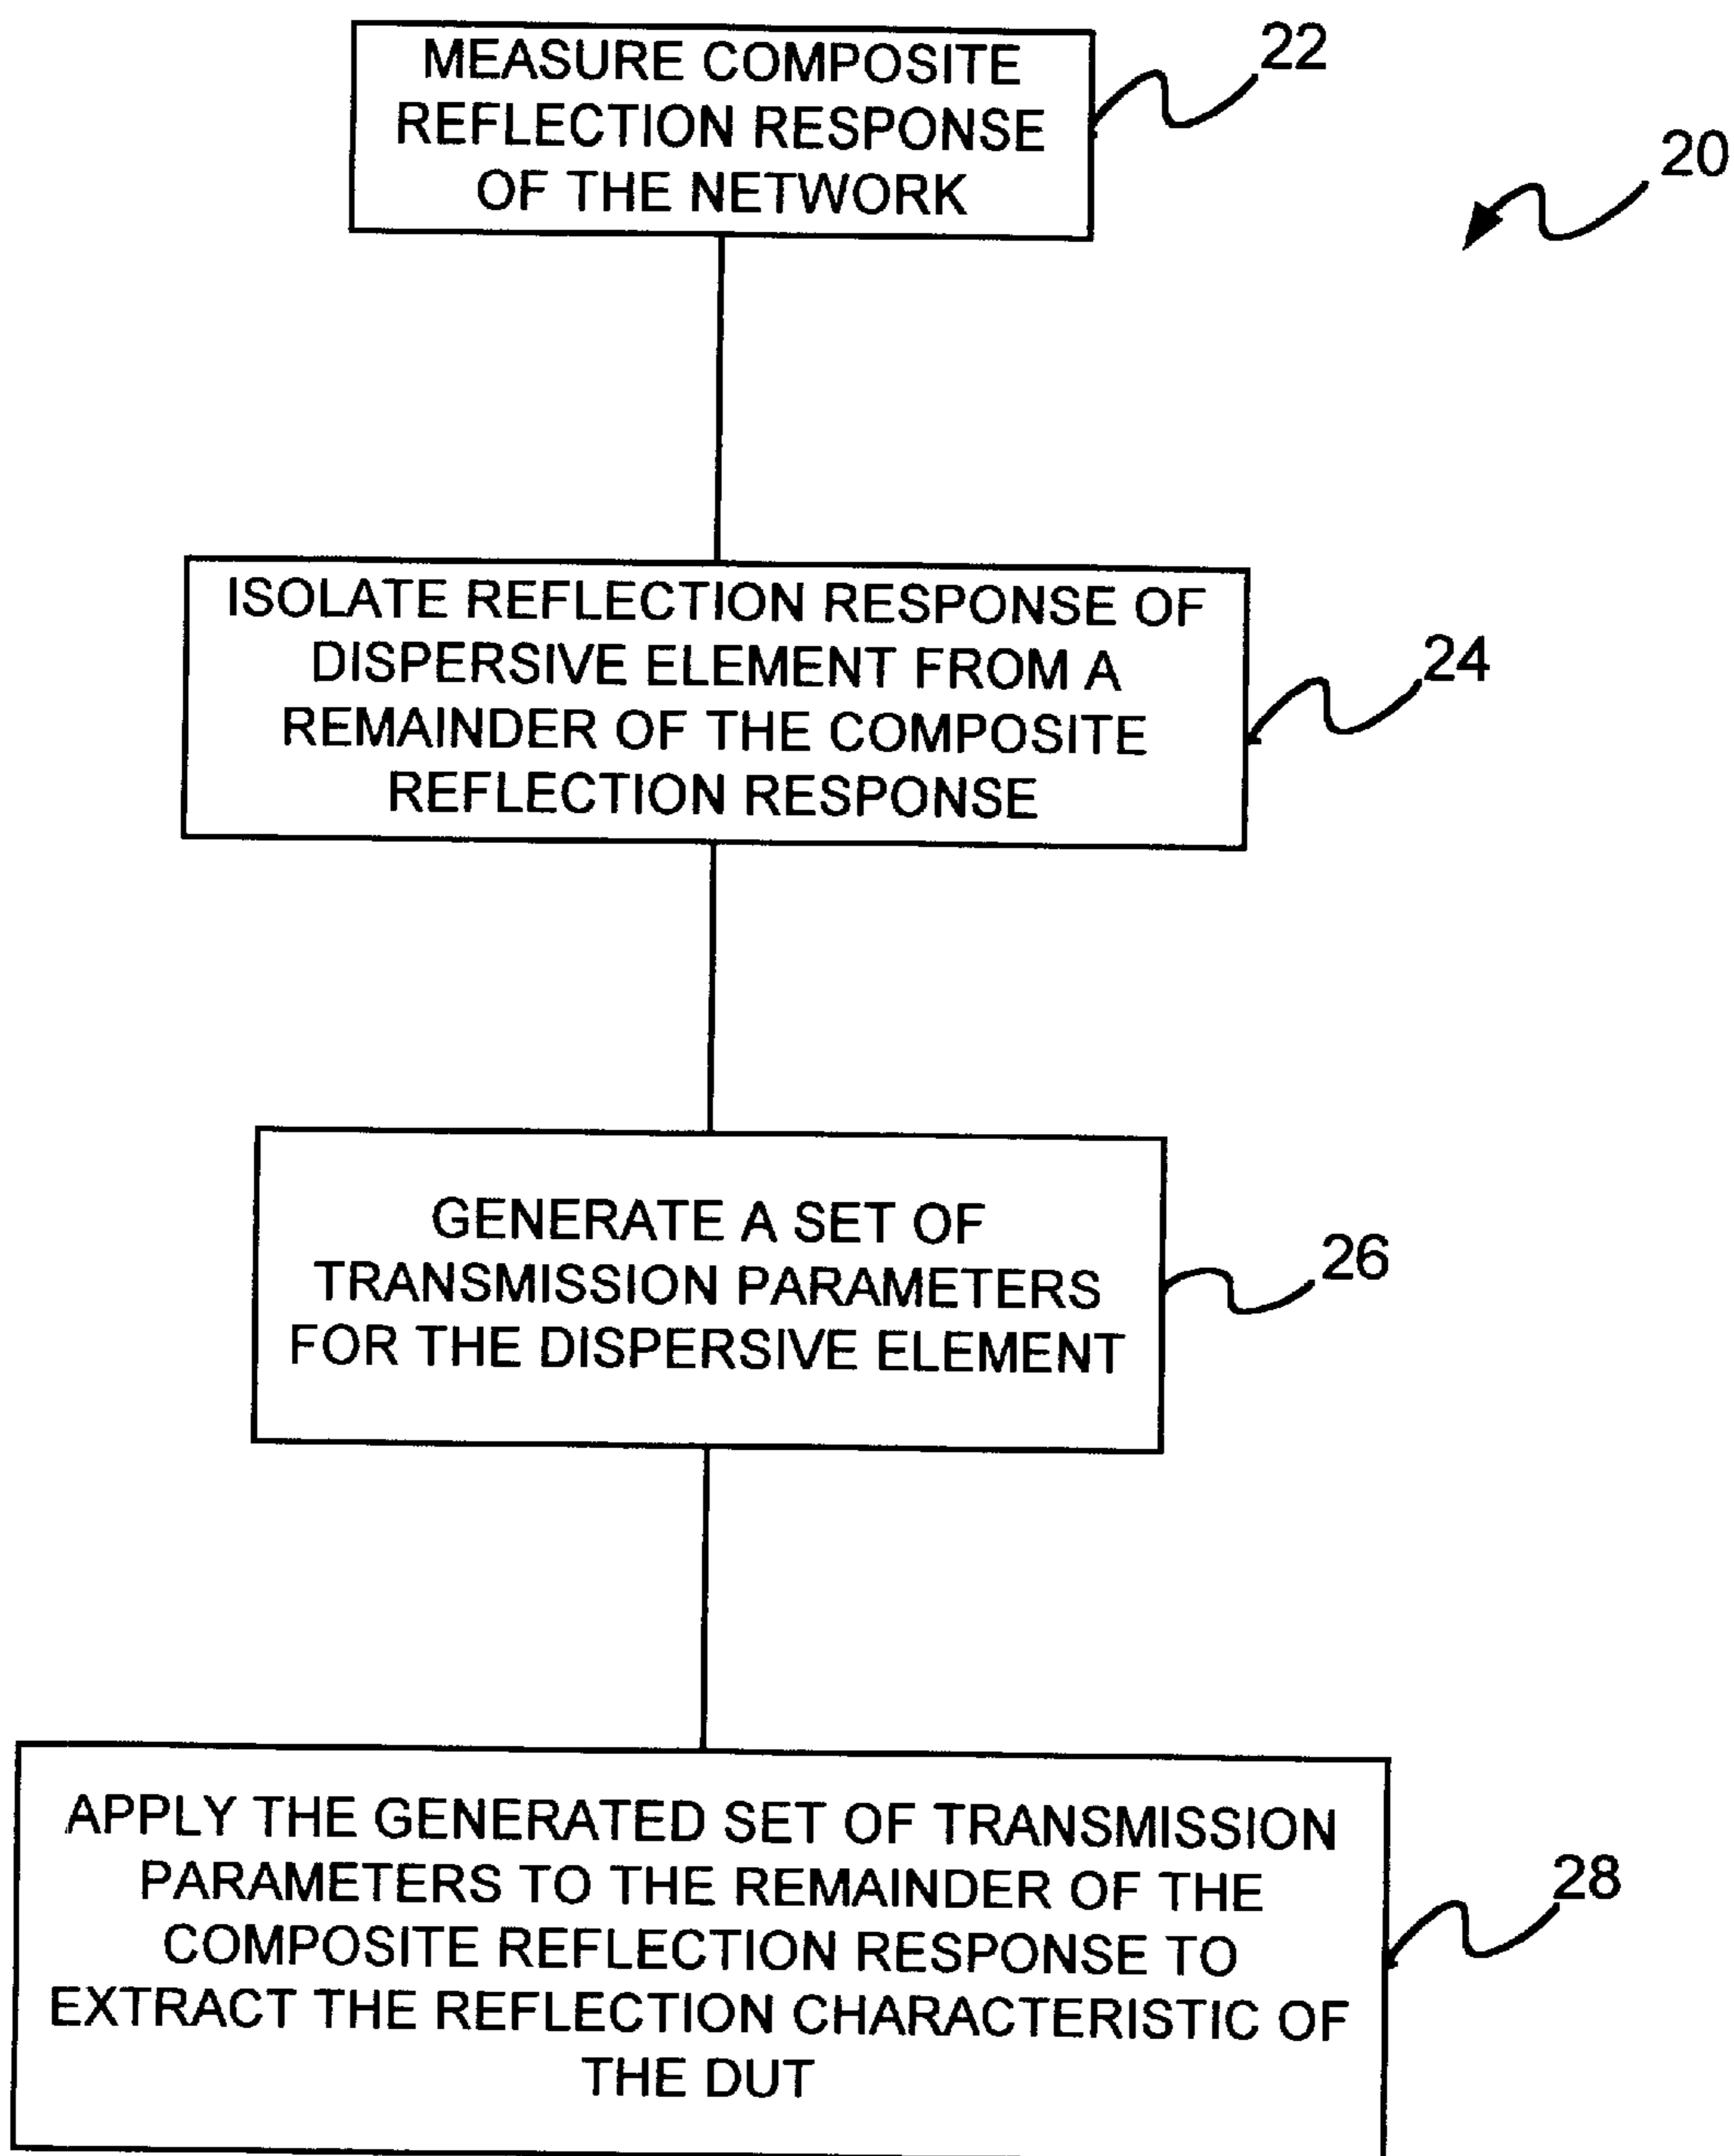 MEASURE COMPOSITE
REFLECTION RESPONSE
OF THE NETWORK
22
20
ISOLATE REFLECTION RESPONSE OF
DISPERSIVE ELEMENT FROM A
REMAINDER OF THE COMPOSITE
REFLECTION RESPONSE
24
GENERATE A SET OF
TRANSMISSION PARAMETERS
FOR THE DISPERSIVE ELEMENT
26
APPLY THE GENERATED SET OF TRANSMISSION
PARAMETERS TO THE REMAINDER OF THE
COMPOSITE REFLECTION RESPONSE TO
EXTRACT THE REFLECTION CHARACTERISTIC OF
THE DUT
28